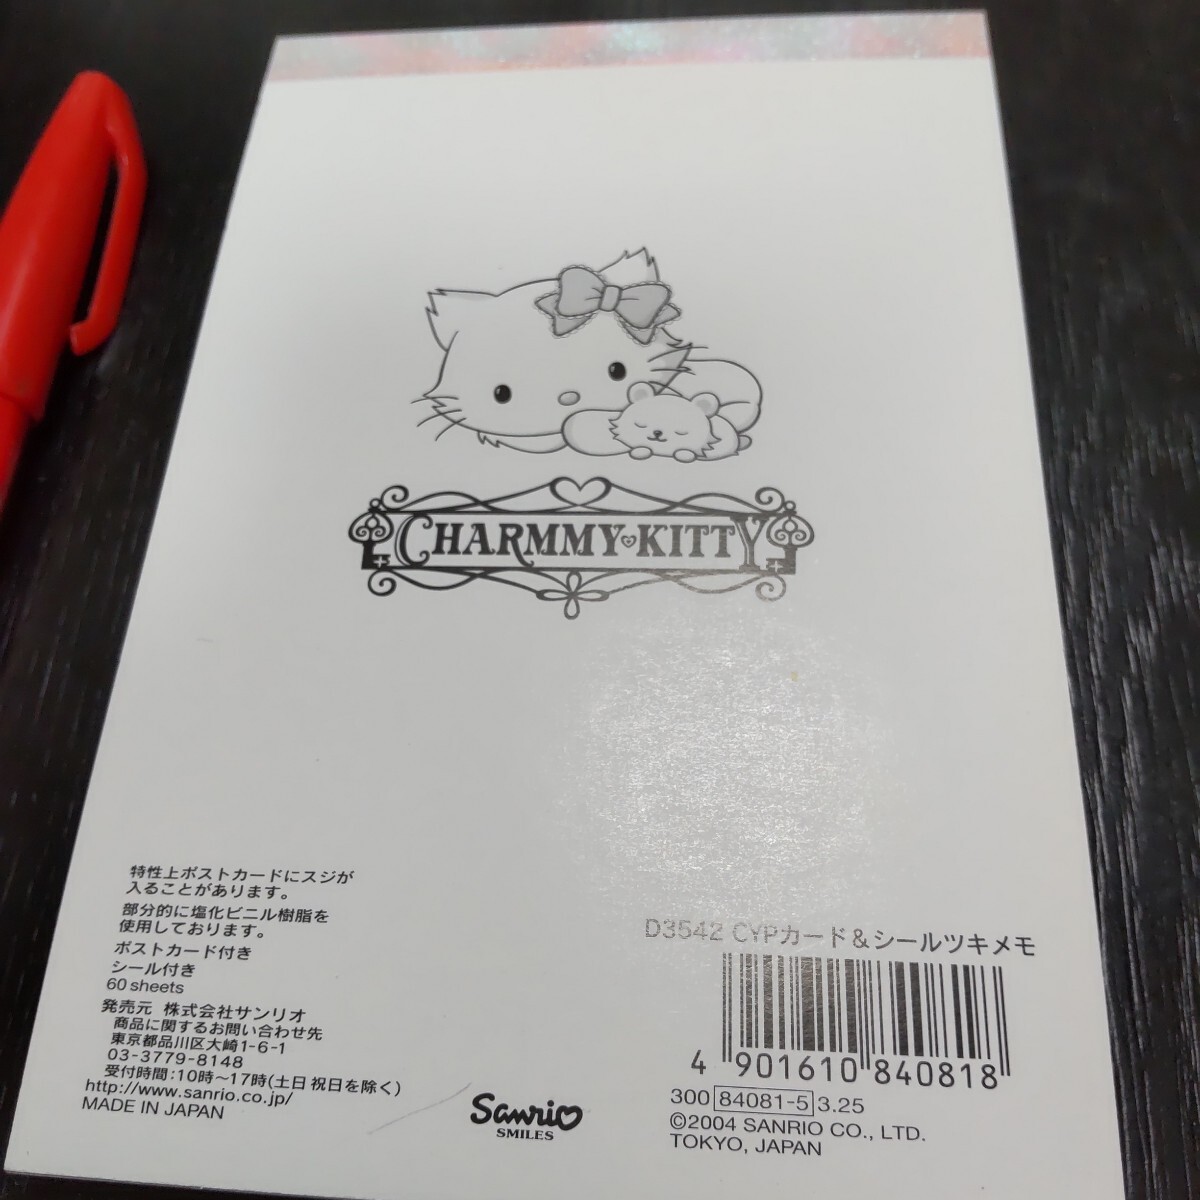 CHARMMY KITTY
特性上ポストカードにスジが
入ることがあります。
部分的に塩化ビニル樹脂を
使用しております。
ポストカード付き
シール付き
60 sheets
発売元 株式会社サンリオ
商品に関するお問い合わせ先
東京都品川区大崎1-6-1
03-3779-8148
受付時間:10時〜17時(土日祝日を除く)
http://www.sanrio.co.jp/
MADE IN JAPAN
Sanrio
SMILES
D3542 CYPカード&シールツキメモ
4 901610 840818
300 84081-5 3.25
©2004 SANRIO CO., LTD.
TOKYO, JAPAN